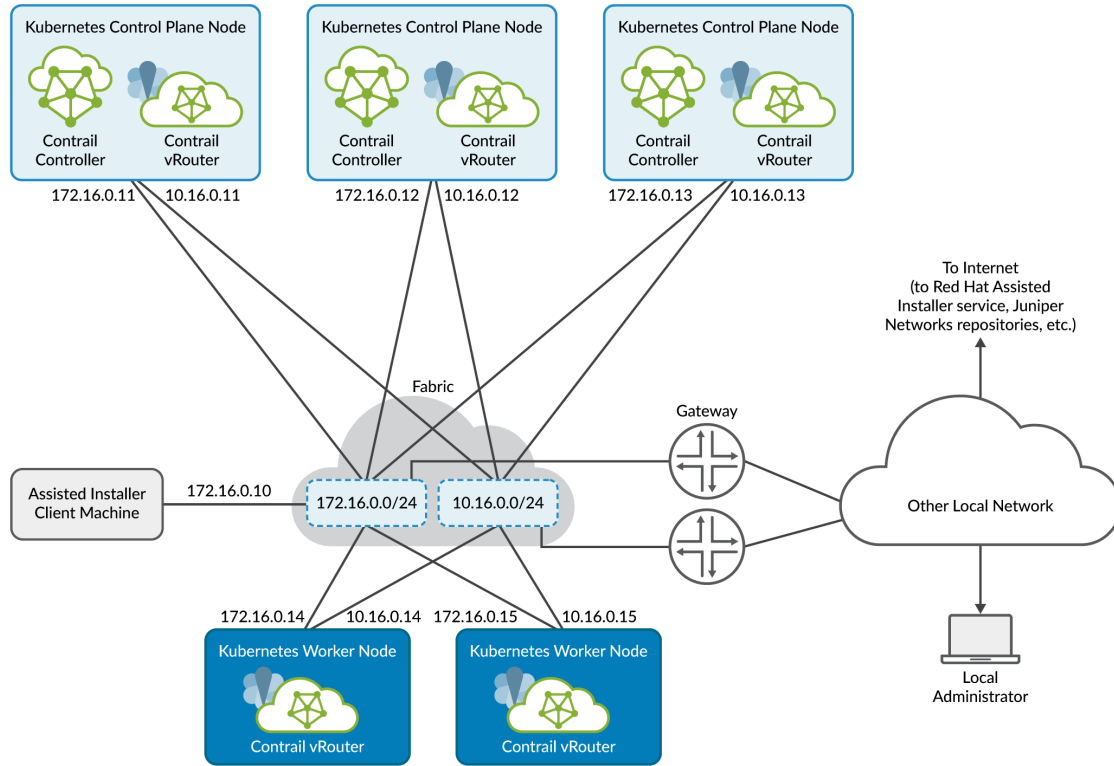 Kubernetes Control Plane Node
Contrail
Controller
Contrail
vRouter
172.16.0.11
10.16.0.11
Kubernetes Control Plane Node
Contrail
Controller
Contrail
vRouter
172.16.0.12
10.16.0.12
Kubernetes Control Plane Node
Contrail
Controller
Contrail
vRouter
172.16.0.13
10.16.0.13
To Internet
(to Red Hat Assisted
Installer service, Juniper
Networks repositories, etc.)
Fabric
Gateway
Assisted Installer
Client Machine
172.16.0.10
172.16.0.0/24
10.16.0.0/24
Other Local Network
172.16.0.14
10.16.0.14
172.16.0.15
10.16.0.15
Kubernetes Worker Node
Contrail vRouter
Kubernetes Worker Node
Contrail vRouter
Local
Administrator